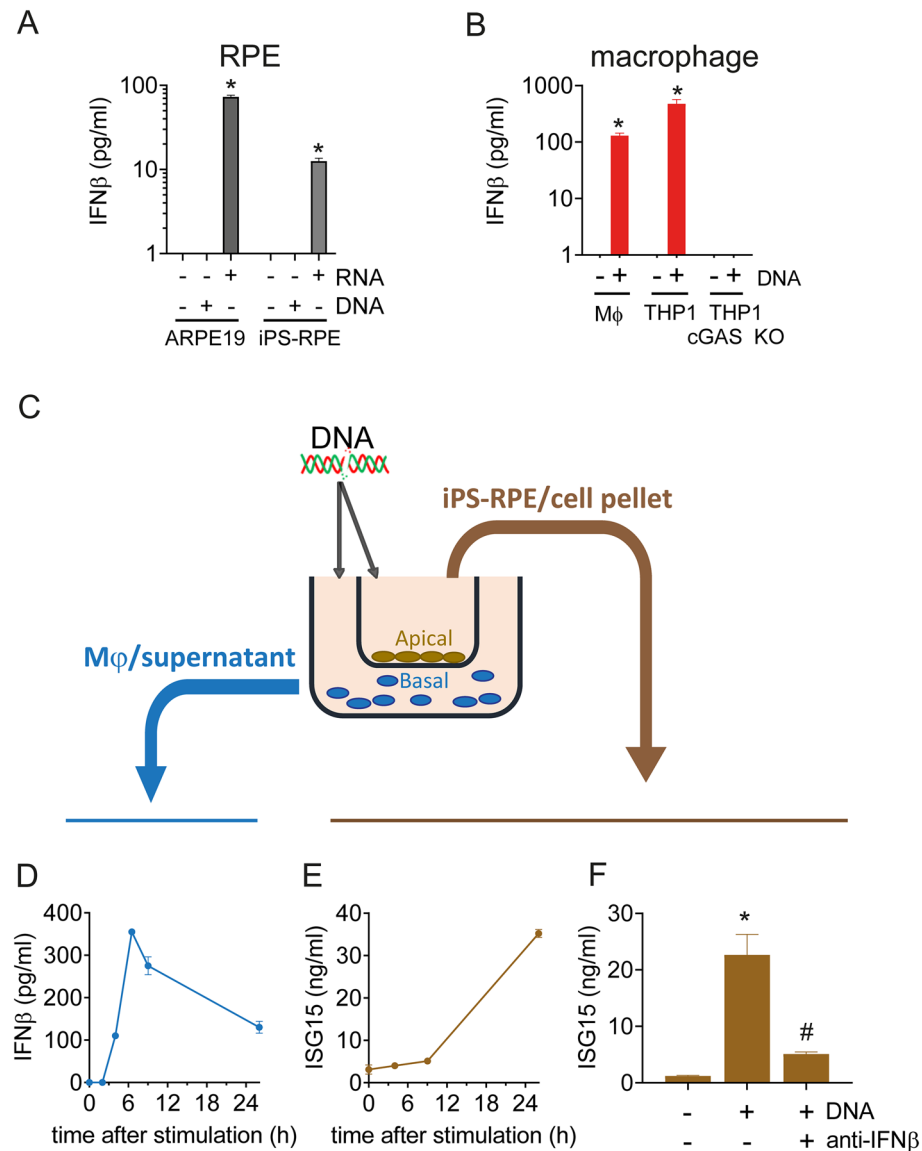 A
RPE
IFNβ (pg/ml)
100
10
1
*
*
- - + - - + RNA
- + - - + - DNA
ARPE19 iPS-RPE
B
macrophage
IFNβ (pg/ml)
1000
100
10
1
*
*
- + - + - + DNA
Mϕ THP1 THP1
cGAS KO
C
DNA
iPS-RPE/cell pellet
Apical
Mφ/supernatant
Basal
D
IFNβ (pg/ml)
400
300
200
100
0
0 6 12 18 24
time after stimulation (h)
E
ISG15 (ng/ml)
40
30
20
10
0
0 6 12 18 24
time after stimulation (h)
F
ISG15 (ng/ml)
30
20
10
0
*
#
- + + DNA
- - + anti-IFNβ